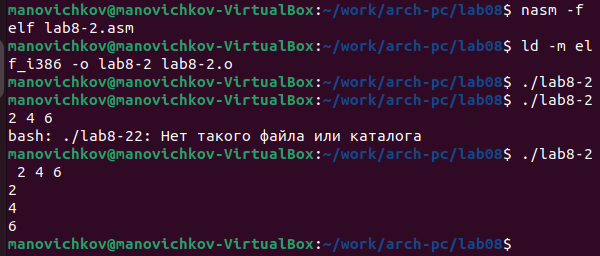 manovichkov@manovichkov-VirtualBox:~/work/arch-pc/lab08$ nasm -f
elf lab8-2.asm
manovichkov@manovichkov-VirtualBox:~/work/arch-pc/lab08$ ld -m el
f_i386 -o lab8-2 lab8-2.o
manovichkov@manovichkov-VirtualBox:~/work/arch-pc/lab08$ ./lab8-2
manovichkov@manovichkov-VirtualBox:~/work/arch-pc/lab08$ ./lab8-2
2 4 6
bash: ./lab8-22: Нет такого файла или каталога
manovichkov@manovichkov-VirtualBox:~/work/arch-pc/lab08$ ./lab8-2
 2 4 6
2
4
6
manovichkov@manovichkov-VirtualBox:~/work/arch-pc/lab08$